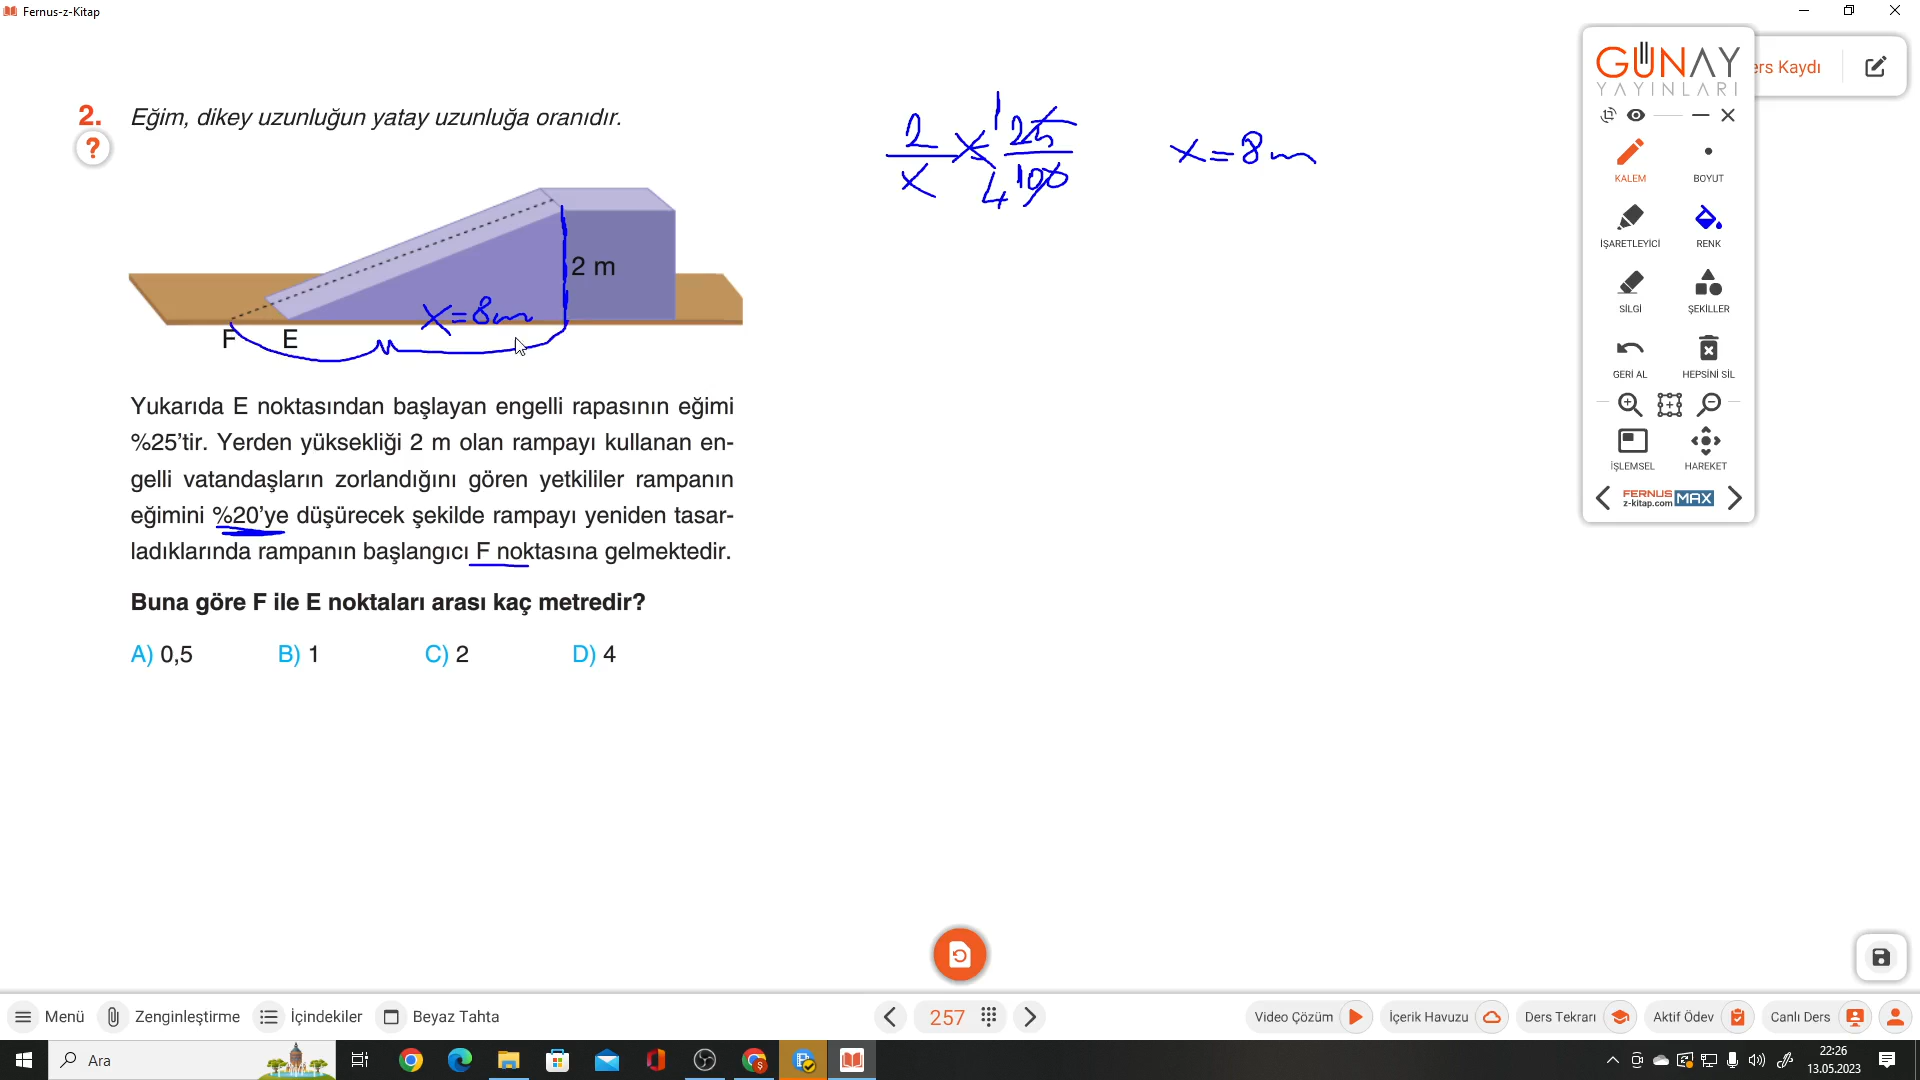 Fernus-z-Kitap
GÜNAY
YAYINLARI
ers Kaydı
2. Eğim, dikey uzunluğun yatay uzunluğa oranıdır.
?
2/x = 1 25/100 4
x=8m
KALEM
BOYUT
İŞARETLEYİCİ
RENK
SİLGİ
ŞEKİLLER
GERİ AL
HEPSİNİ SİL
İŞLEMSEL
HAREKET
FERNUS
z-kitap.com
MAX
2 m
x=8m
F E
Yukarıda E noktasından başlayan engelli rapasının eğimi
%25'tir. Yerden yüksekliği 2 m olan rampayı kullanan en-
gelli vatandaşların zorlandığını gören yetkililer rampanın
eğimini %20'ye düşürecek şekilde rampayı yeniden tasar-
ladıklarında rampanın başlangıcı F noktasına gelmektedir.
Buna göre F ile E noktaları arası kaç metredir?
A) 0,5 B) 1 C) 2 D) 4
Menü Zenginleştirme İçindekiler Beyaz Tahta 257 Video Çözüm İçerik Havuzu Ders Tekrarı Aktif Ödev Canlı Ders
Ara
22:26
13.05.2023